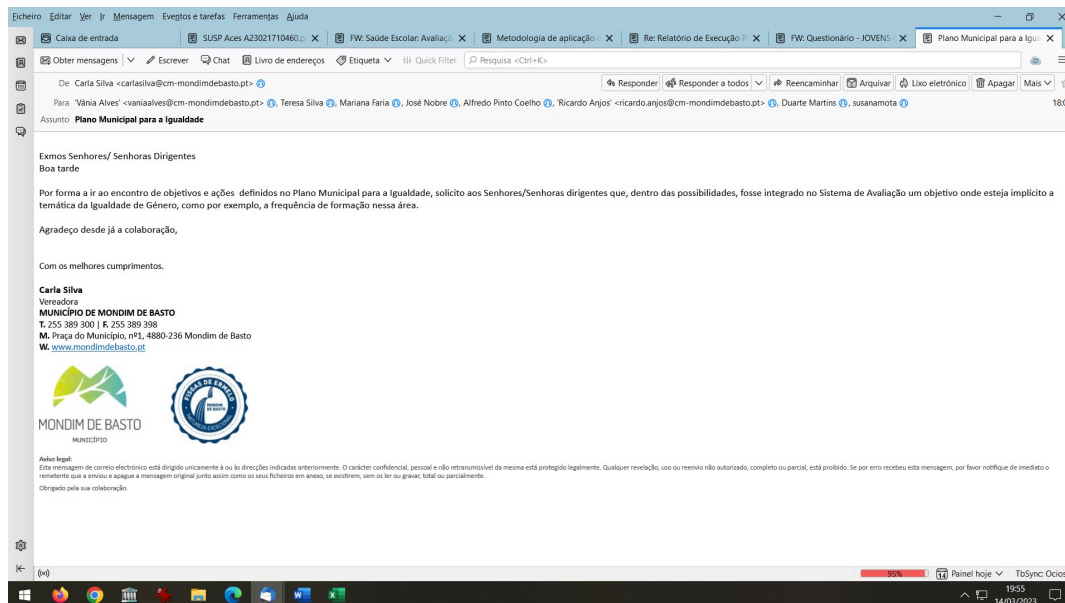 Ficheiro Editar Ver Ir Mensagem Eventos e tarefas Ferramentas Ajuda
Caixa de entrada
SUSP Aces A23021710460.p
FW: Saúde Escolar: Avaliaçã
Metodologia de aplicação
Re: Relatório de Execução F
FW: Questionário - JOVENS
Plano Municipal para a Igua
Obter mensagens Escrever Chat Livro de endereços Etiqueta Quick Filter Pesquisa <Ctrl+K>
De Carla Silva <carlasilva@cm-mondimdebasto.pt>
Responder Responder a todos Reencaminhar Arquivar Lixo eletrónico Apagar Mais
Para 'Vânia Alves' <vaniaalves@cm-mondimdebasto.pt>, Teresa Silva, Mariana Faria, José Nobre, Alfredo Pinto Coelho, 'Ricardo Anjos' <ricardo.anjos@cm-mondimdebasto.pt>, Duarte Martins, susanamota
Assunto Plano Municipal para a Igualdade
Exmos Senhores/ Senhoras Dirigentes
Boa tarde
Por forma a ir ao encontro de objetivos e ações definidos no Plano Municipal para a Igualdade, solicito aos Senhores/Senhoras dirigentes que, dentro das possibilidades, fosse integrado no Sistema de Avaliação um objetivo onde esteja implícito a
temática da Igualdade de Género, como por exemplo, a frequência de formação nessa área.
Agradeço desde já a colaboração,
Com os melhores cumprimentos.
Carla Silva
Vereadora
MUNICÍPIO DE MONDIM DE BASTO
T. 255 389 300 | F. 255 389 398
M. Praça do Município, nº1, 4880-236 Mondim de Basto
W. www.mondimdebasto.pt
MONDIM DE BASTO
MUNICÍPIO
FISGAS DE ERMELO
MONDIM
DE BASTO
NATUREZA EXCECIONAL
Aviso legal:
Esta mensagem de correio electrónico está dirigido unicamente à ou às direcções indicadas anteriormente. O carácter confidencial, pessoal e não retransmissível da mesma está protegido legalmente. Qualquer revelação, uso ou reenvio não autorizado, completo ou parcial, está proibido. Se por erro recebeu esta mensagem, por favor notifique de imediato o
remetente que a enviou e apague a mensagem original junto assim como os seus ficheiros em anexo, se existirem, sem os ler ou gravar, total ou parcialmente.
Obrigado pela sua colaboração.
95% 14 Painel hoje TbSync: Ocios
19:55
14/03/2023